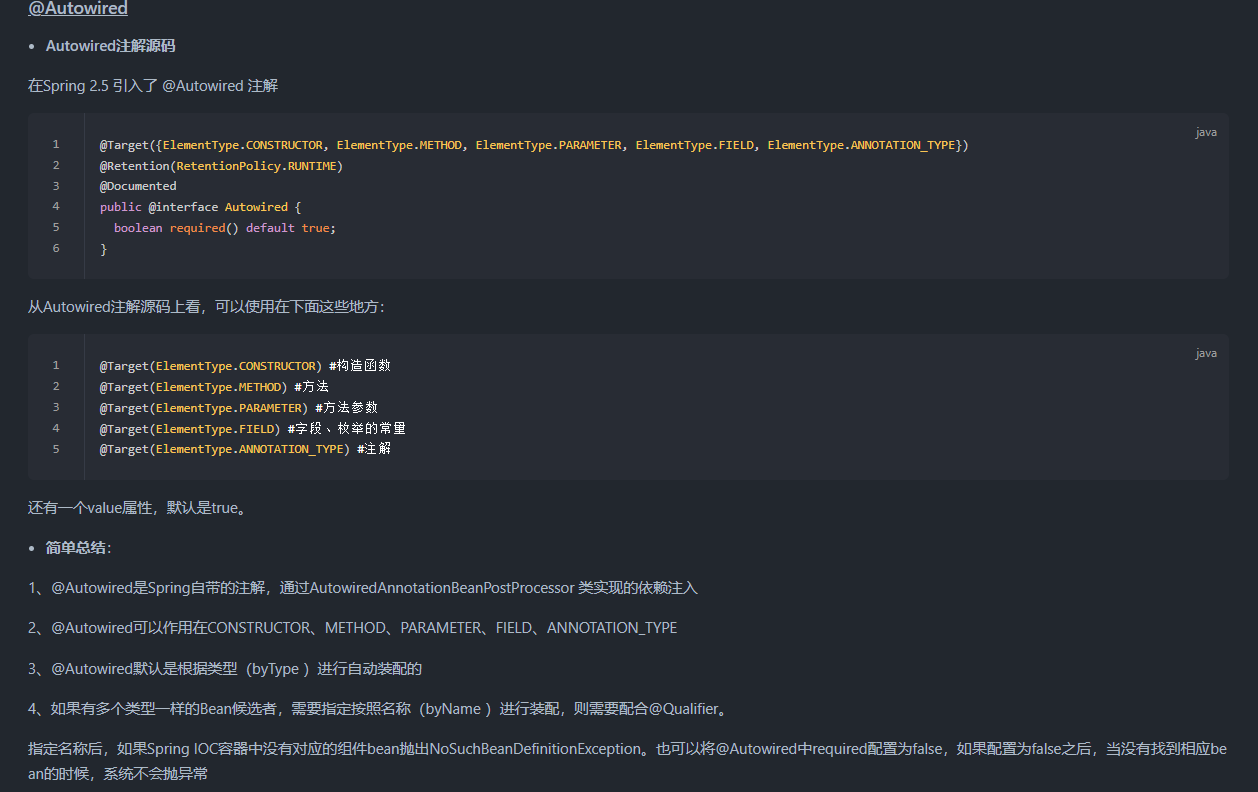 @Autowired
• Autowired注解源码
在Spring 2.5 引入了 @Autowired 注解
java
1 @Target({ElementType.CONSTRUCTOR, ElementType.METHOD, ElementType.PARAMETER, ElementType.FIELD, ElementType.ANNOTATION_TYPE})
2 @Retention(RetentionPolicy.RUNTIME)
3 @Documented
4 public @interface Autowired {
5   boolean required() default true;
6 }
从Autowired注解源码上看，可以使用在下面这些地方：
java
1 @Target(ElementType.CONSTRUCTOR) #构造函数
2 @Target(ElementType.METHOD) #方法
3 @Target(ElementType.PARAMETER) #方法参数
4 @Target(ElementType.FIELD) #字段、枚举的常量
5 @Target(ElementType.ANNOTATION_TYPE) #注解
还有一个value属性，默认是true。
• 简单总结：
1、@Autowired是Spring自带的注解，通过AutowiredAnnotationBeanPostProcessor 类实现的依赖注入
2、@Autowired可以作用在CONSTRUCTOR、METHOD、PARAMETER、FIELD、ANNOTATION_TYPE
3、@Autowired默认是根据类型（byType ）进行自动装配的
4、如果有多个类型一样的Bean候选者，需要指定按照名称（byName ）进行装配，则需要配合@Qualifier。
指定名称后，如果Spring IOC容器中没有对应的组件bean抛出NoSuchBeanDefinitionException。也可以将@Autowired中required配置为false，如果配置为false之后，当没有找到相应be
an的时候，系统不会抛异常